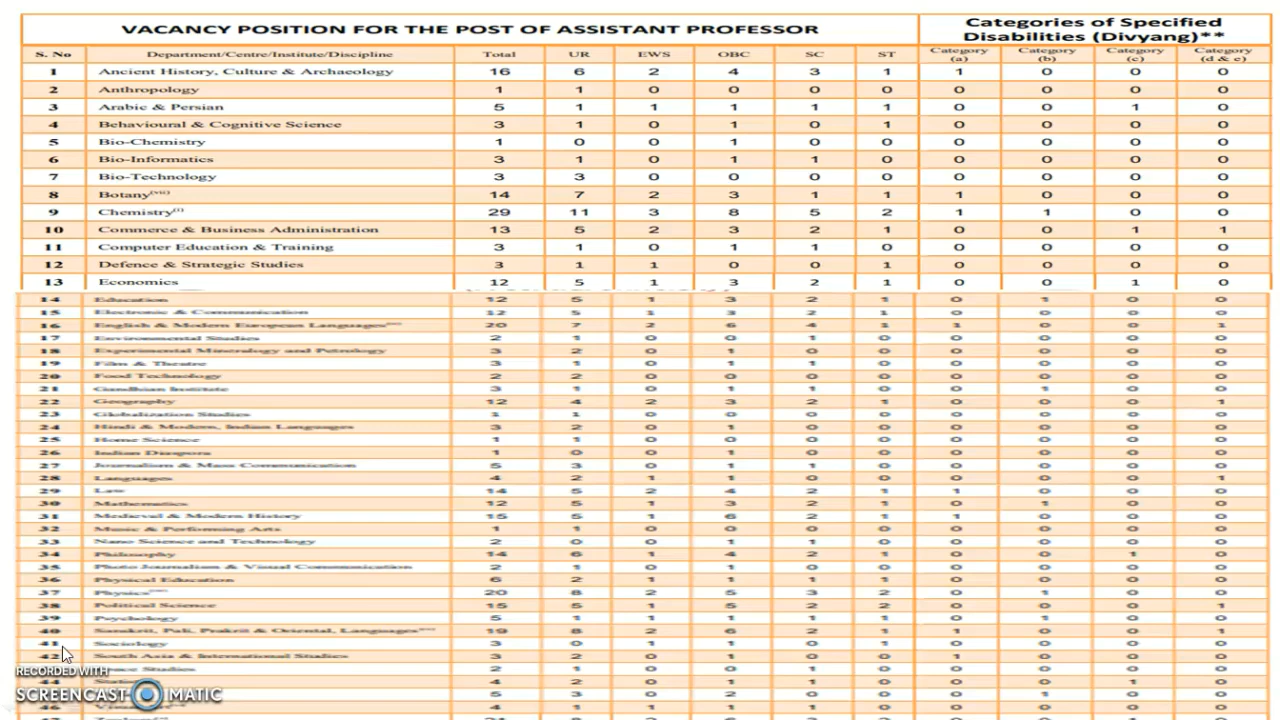 VACANCY POSITION FOR THE POST OF ASSISTANT PROFESSOR Categories of Specified Disabilities (Divyang)**
S. No Department/Centre/Institute/Discipline Total UR EWS OBC SC ST Category (a) Category (b) Category (c) Category (d & e)
1 Ancient History, Culture & Archaeology 16 6 2 4 3 1 1 0 0 0
2 Anthropology 1 1 0 0 0 0 0 0 0 0
3 Arabic & Persian 5 1 1 1 1 1 0 0 1 0
4 Behavioural & Cognitive Science 3 1 0 1 0 1 0 0 0 0
5 Bio-Chemistry 1 0 0 1 0 0 0 0 0 0
6 Bio-Informatics 3 1 0 1 1 0 0 0 0 0
7 Bio-Technology 3 3 0 0 0 0 0 0 0 0
8 Botany(vii) 14 7 2 3 1 1 1 0 0 0
9 Chemistry(i) 29 11 3 8 5 2 1 1 0 0
10 Commerce & Business Administration 13 5 2 3 2 1 0 0 1 1
11 Computer Education & Training 3 1 0 1 1 0 0 0 0 0
12 Defence & Strategic Studies 3 1 1 0 0 1 0 0 0 0
13 Economics 12 5 1 3 2 1 0 0 1 0
14 Education 12 5 1 3 2 1 0 1 0 0
15 Electronic & Communication 12 5 1 3 2 1 0 0 0 0
16 English & Modern European Languages 20 7 2 6 4 1 1 0 0 1
17 Environmental Studies 2 1 0 0 1 0 0 0 0 0
18 Experimental Mineralogy and Petrology 3 2 0 1 0 0 0 0 0 0
19 Film & Theatre 3 1 0 1 1 0 0 0 0 0
20 Food Technology 2 2 0 0 0 0 0 0 0 0
21 Gandhian Institute 3 1 0 1 1 0 0 1 0 0
22 Geography 12 4 2 3 2 1 0 0 0 1
23 Globalization Studies 1 1 0 0 0 0 0 0 0 0
24 Hindi & Modern, Indian Languages 3 2 0 1 0 0 0 0 0 0
25 Home Science 1 1 0 0 0 0 0 0 0 0
26 Indian Diaspora 1 0 0 1 0 0 0 0 0 0
27 Journalism & Mass Communication 5 3 0 1 1 0 0 0 0 0
28 Languages 4 2 1 1 0 0 0 0 0 1
29 Law 14 5 2 4 2 1 1 0 0 0
30 Mathematics 12 5 1 3 2 1 0 1 0 0
31 Medieval & Modern History 15 5 1 6 2 1 1 0 0 0
32 Music & Performing Arts 1 1 0 0 0 0 0 0 0 0
33 Nano Science and Technology 2 0 0 1 1 0 0 0 0 0
34 Philosophy 14 6 1 4 2 1 0 0 1 0
35 Photo Journalism & Visual Communication 2 1 0 1 0 0 0 0 0 0
36 Physical Education 6 2 1 1 1 1 0 0 0 0
37 Physics 20 8 2 5 3 2 0 1 0 0
38 Political Science 15 5 1 5 2 2 0 0 0 1
39 Psychology 5 1 1 1 1 1 0 1 0 0
40 Sanskrit, Pali, Prakrit & Oriental, Languages 19 8 2 6 2 1 1 0 0 1
41 Sociology 3 0 1 1 0 1 0 0 0 0
42 South Asia & International Studies 3 2 0 1 0 0 0 0 0 0
Space Studies 2 1 0 0 1 0 0 0 0 0
44 4 2 0 1 1 0 0 0 1 0
5 3 0 2 0 0 0 1 0 0
4 1 1 1 1 0 0 0 0 0
RECORDED WITH
SCREENCAST MATIC